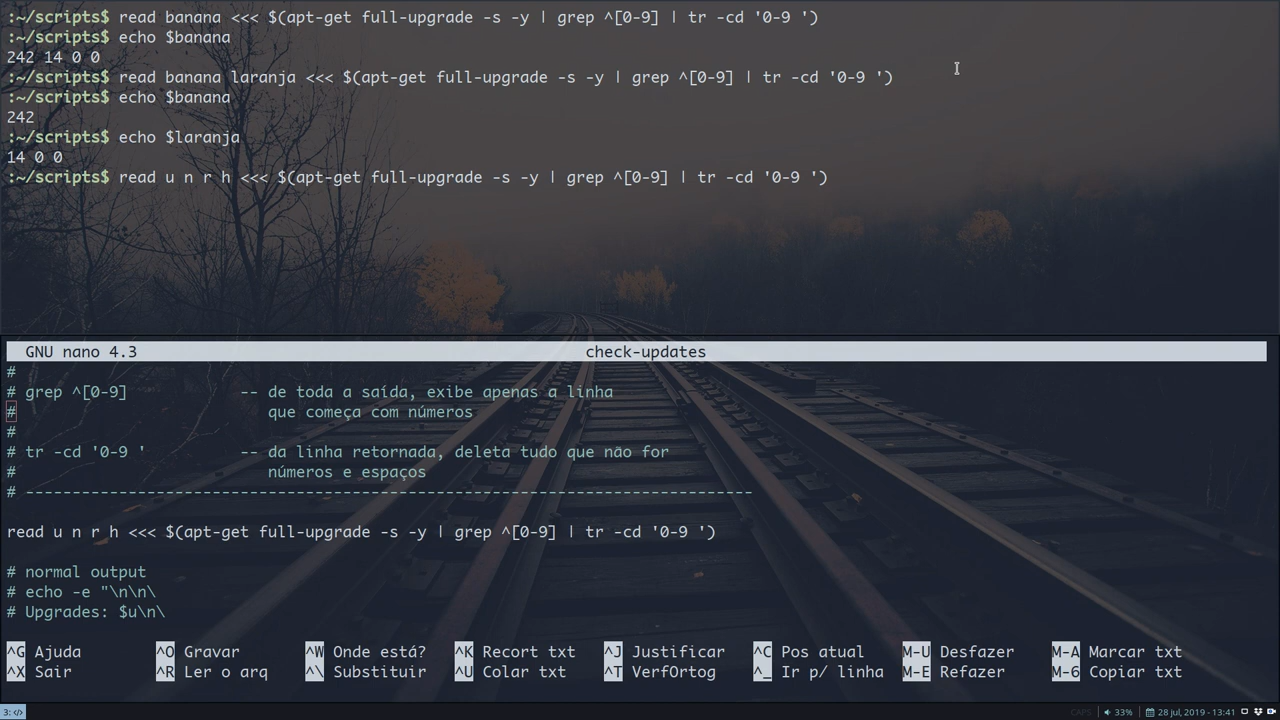 :~/scripts$ read banana <<< $(apt-get full-upgrade -s -y | grep ^[0-9] | tr -cd '0-9 ')
:~/scripts$ echo $banana
242 14 0 0
:~/scripts$ read banana laranja <<< $(apt-get full-upgrade -s -y | grep ^[0-9] | tr -cd '0-9 ')
:~/scripts$ echo $banana
242
:~/scripts$ echo $laranja
14 0 0
:~/scripts$ read u n r h <<< $(apt-get full-upgrade -s -y | grep ^[0-9] | tr -cd '0-9 ')
GNU nano 4.3 check-updates
#
# grep ^[0-9] -- de toda a saída, exibe apenas a linha
# que começa com números
#
# tr -cd '0-9 ' -- da linha retornada, deleta tudo que não for
# números e espaços
# ------------------------------------------------------------------------------
read u n r h <<< $(apt-get full-upgrade -s -y | grep ^[0-9] | tr -cd '0-9 ')
# normal output
# echo -e "\n\n\
# Upgrades: $u\n\
^G Ajuda ^O Gravar ^W Onde está? ^K Recort txt ^J Justificar ^C Pos atual M-U Desfazer M-A Marcar txt
^X Sair ^R Ler o arq ^\ Substituir ^U Colar txt ^T VerfOrtog ^_ Ir p/ linha M-E Refazer M-6 Copiar txt
3: </> CAPS 33% 28 jul, 2019 - 13:41